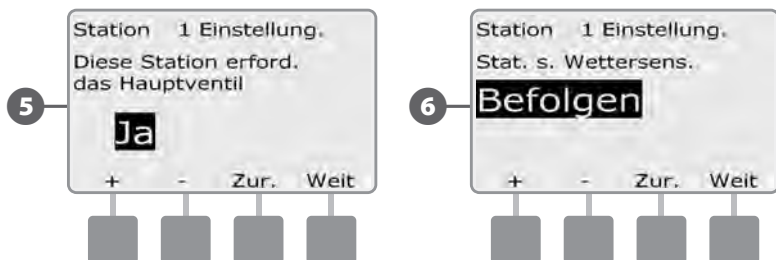 5
Station 1 Einstellung.
Diese Station erford.
das Hauptventil
Ja
+ - Zur. Weit
6
Station 1 Einstellung.
Stat. s. Wettersens.
Befolgen
+ - Zur. Weit